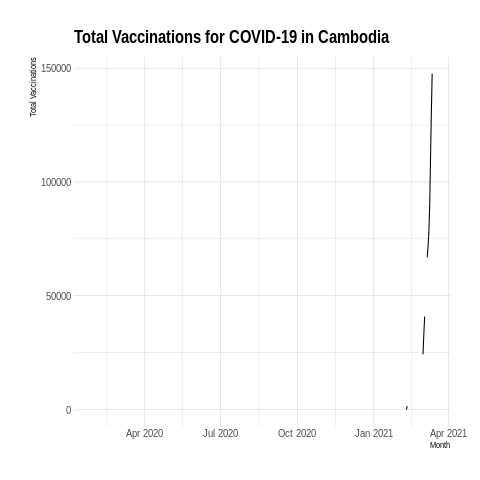 Total Vaccinations for COVID-19 in Cambodia
Total Vaccinations
150000
100000
50000
0
Apr 2020 Jul 2020 Oct 2020 Jan 2021 Apr 2021
Month